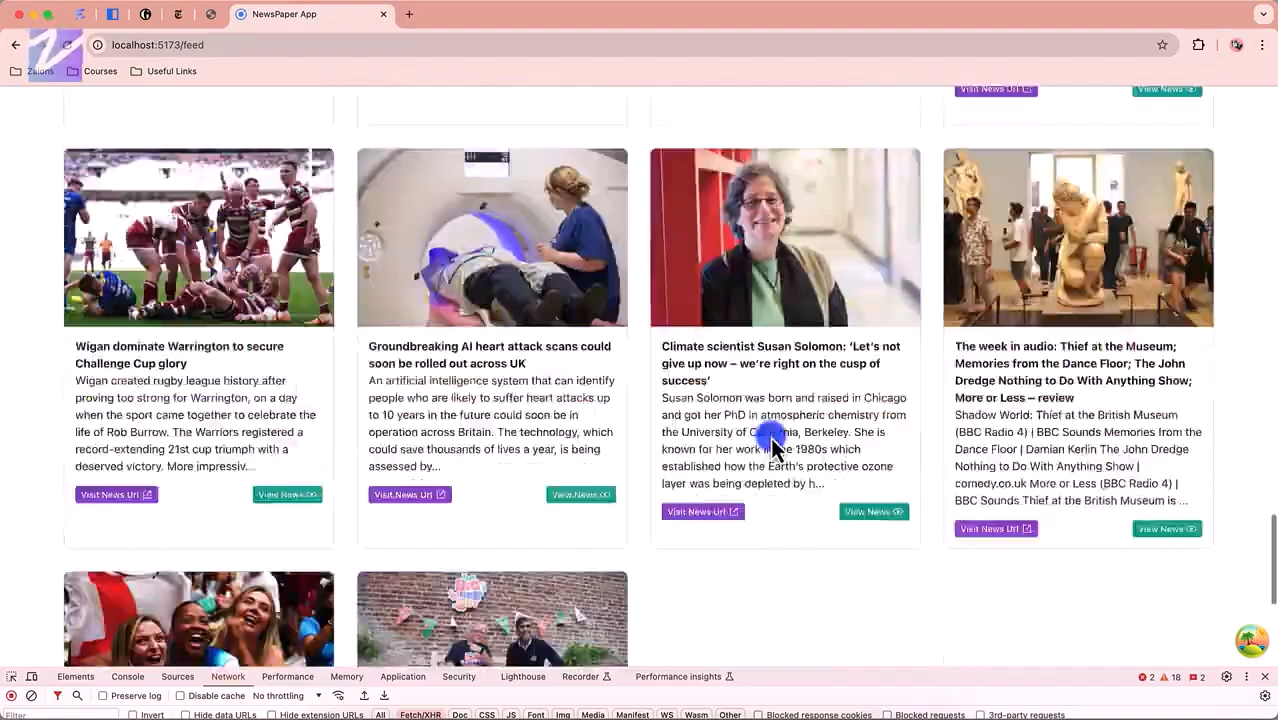 NewsPaper App
localhost:5173/feed
Zaions
Courses
Useful Links
Visit News Url
View News
Wigan dominate Warrington to secure
Challenge Cup glory
Wigan created rugby league history after
proving too strong for Warrington, on a day
when the sport came together to celebrate the
life of Rob Burrow. The Warriors registered a
record-extending 21st cup triumph with a
deserved victory. More impressiv...
Visit News Url
View News
Groundbreaking AI heart attack scans could
soon be rolled out across UK
An artificial intelligence system that can identify
people who are likely to suffer heart attacks up
to 10 years in the future could soon be in
operation across Britain. The technology, which
could save thousands of lives a year, is being
assessed by...
Visit News Url
View News
Climate scientist Susan Solomon: ‘Let’s not
give up now – we’re right on the cusp of
success’
Susan Solomon was born and raised in Chicago
and got her PhD in atmospheric chemistry from
the University of Berkeley. She is
known for her work 1980s which
established how the Earth’s protective ozone
layer was being depleted by h...
Visit News Url
View News
The week in audio: Thief at the Museum;
Memories from the Dance Floor; The John
Dredge Nothing to Do With Anything Show;
More or Less – review
Shadow World: Thief at the British Museum
(BBC Radio 4) | BBC Sounds Memories from the
Dance Floor | Damian Kerlin The John Dredge
Nothing to Do With Anything Show |
comedy.co.uk More or Less (BBC Radio 4) |
BBC Sounds Thief at the British Museum is ...
Visit News Url
View News
Elements
Console
Sources
Network
Performance
Memory
Application
Security
Lighthouse
Recorder
Performance insights
2
18
2
Preserve log
Disable cache
No throttling
Filter
Invert
Hide data URLs
Hide extension URLs
All
Fetch/XHR
Doc
CSS
JS
Font
Img
Media
Manifest
WS
Wasm
Other
Blocked response cookies
Blocked requests
3rd-party requests